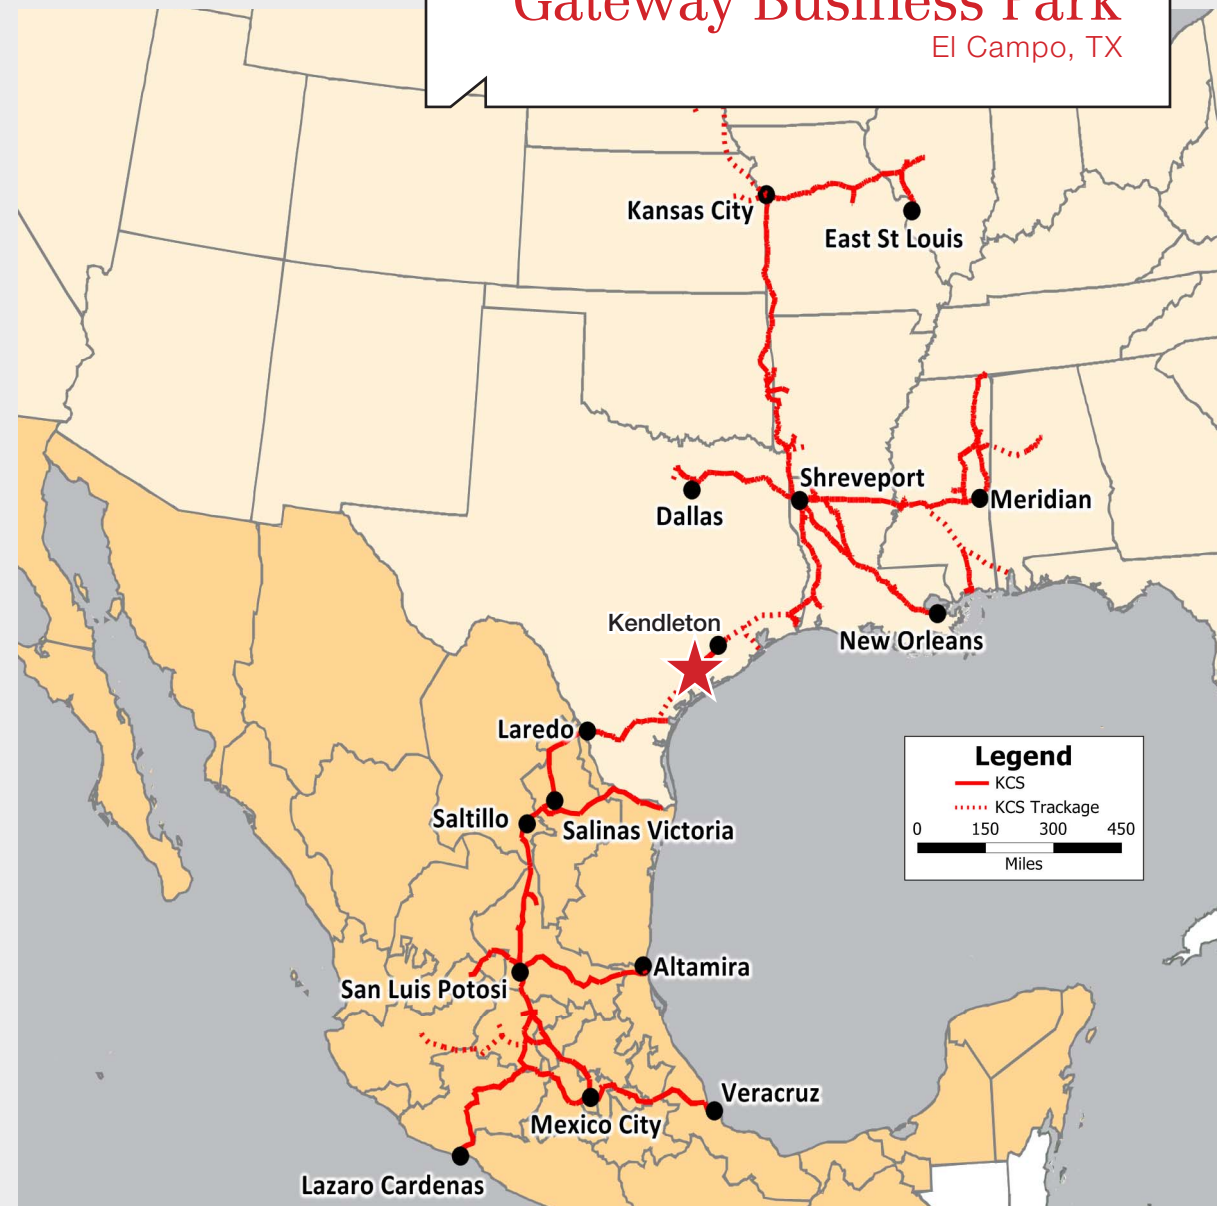 Gateway Business Park
El Campo, TX
Kansas City
East St Louis
Shreveport
Dallas
Meridian
Kendleton
New Orleans
Laredo
Saltillo
Salinas Victoria
Legend
KCS
KCS Trackage
0 150 300 450
Miles
Altamira
San Luis Potosi
Veracruz
Mexico City
Lazaro Cardenas